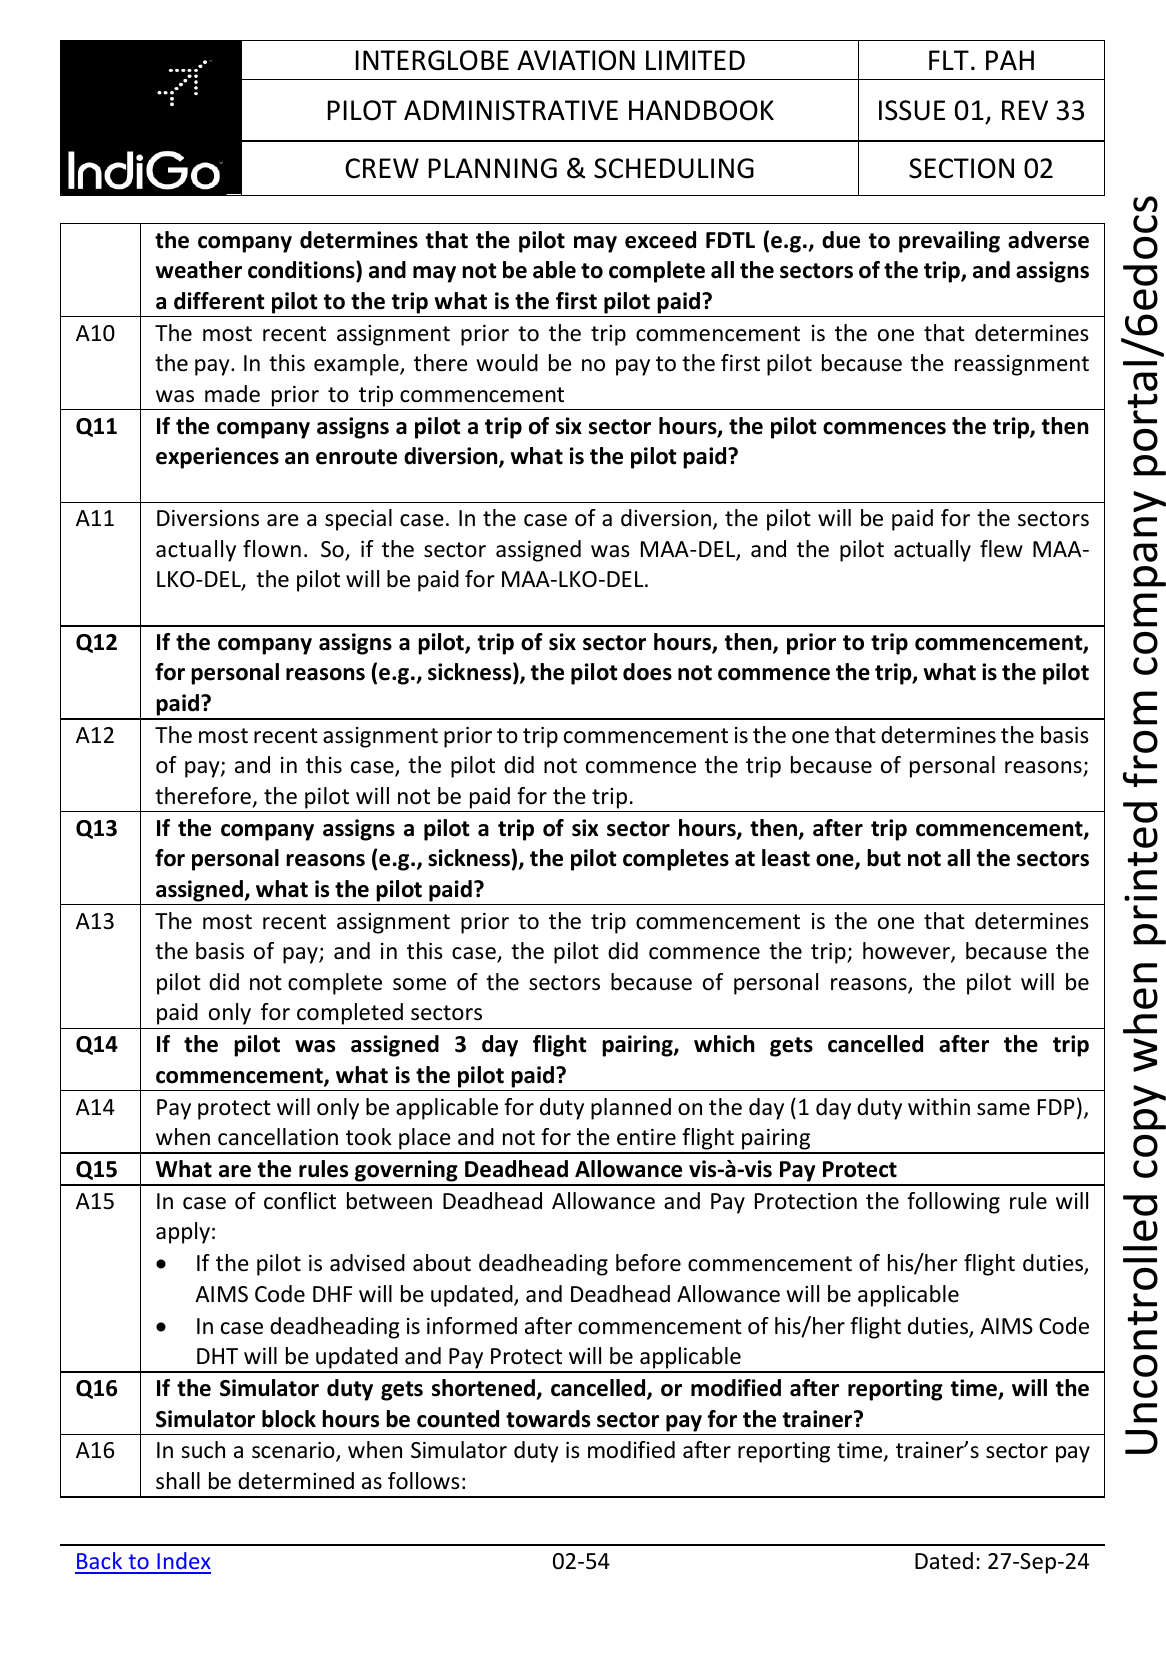 IndiGo
INTERGLOBE AVIATION LIMITED
FLT. PAH
PILOT ADMINISTRATIVE HANDBOOK
ISSUE 01, REV 33
CREW PLANNING & SCHEDULING
SECTION 02
the company determines that the pilot may exceed FDTL (e.g., due to prevailing adverse
weather conditions) and may not be able to complete all the sectors of the trip, and assigns
a different pilot to the trip what is the first pilot paid?
A10 The most recent assignment prior to the trip commencement is the one that determines
the pay. In this example, there would be no pay to the first pilot because the reassignment
was made prior to trip commencement
Q11 If the company assigns a pilot a trip of six sector hours, the pilot commences the trip, then
experiences an enroute diversion, what is the pilot paid?
A11 Diversions are a special case. In the case of a diversion, the pilot will be paid for the sectors
actually flown. So, if the sector assigned was MAA-DEL, and the pilot actually flew MAA-
LKO-DEL, the pilot will be paid for MAA-LKO-DEL.
Q12 If the company assigns a pilot, trip of six sector hours, then, prior to trip commencement,
for personal reasons (e.g., sickness), the pilot does not commence the trip, what is the pilot
paid?
A12 The most recent assignment prior to trip commencement is the one that determines the basis
of pay; and in this case, the pilot did not commence the trip because of personal reasons;
therefore, the pilot will not be paid for the trip.
Q13 If the company assigns a pilot a trip of six sector hours, then, after trip commencement,
for personal reasons (e.g., sickness), the pilot completes at least one, but not all the sectors
assigned, what is the pilot paid?
A13 The most recent assignment prior to the trip commencement is the one that determines
the basis of pay; and in this case, the pilot did commence the trip; however, because the
pilot did not complete some of the sectors because of personal reasons, the pilot will be
paid only for completed sectors
Q14 If the pilot was assigned 3 day flight pairing, which gets cancelled after the trip
commencement, what is the pilot paid?
A14 Pay protect will only be applicable for duty planned on the day (1 day duty within same FDP),
when cancellation took place and not for the entire flight pairing
Q15 What are the rules governing Deadhead Allowance vis-à-vis Pay Protect
A15 In case of conflict between Deadhead Allowance and Pay Protection the following rule will
apply:
• If the pilot is advised about deadheading before commencement of his/her flight duties,
AIMS Code DHF will be updated, and Deadhead Allowance will be applicable
• In case deadheading is informed after commencement of his/her flight duties, AIMS Code
DHT will be updated and Pay Protect will be applicable
Q16 If the Simulator duty gets shortened, cancelled, or modified after reporting time, will the
Simulator block hours be counted towards sector pay for the trainer?
A16 In such a scenario, when Simulator duty is modified after reporting time, trainer’s sector pay
shall be determined as follows:
Back to Index 02-54 Dated: 27-Sep-24
Uncontrolled copy when printed from company portal/6edocs